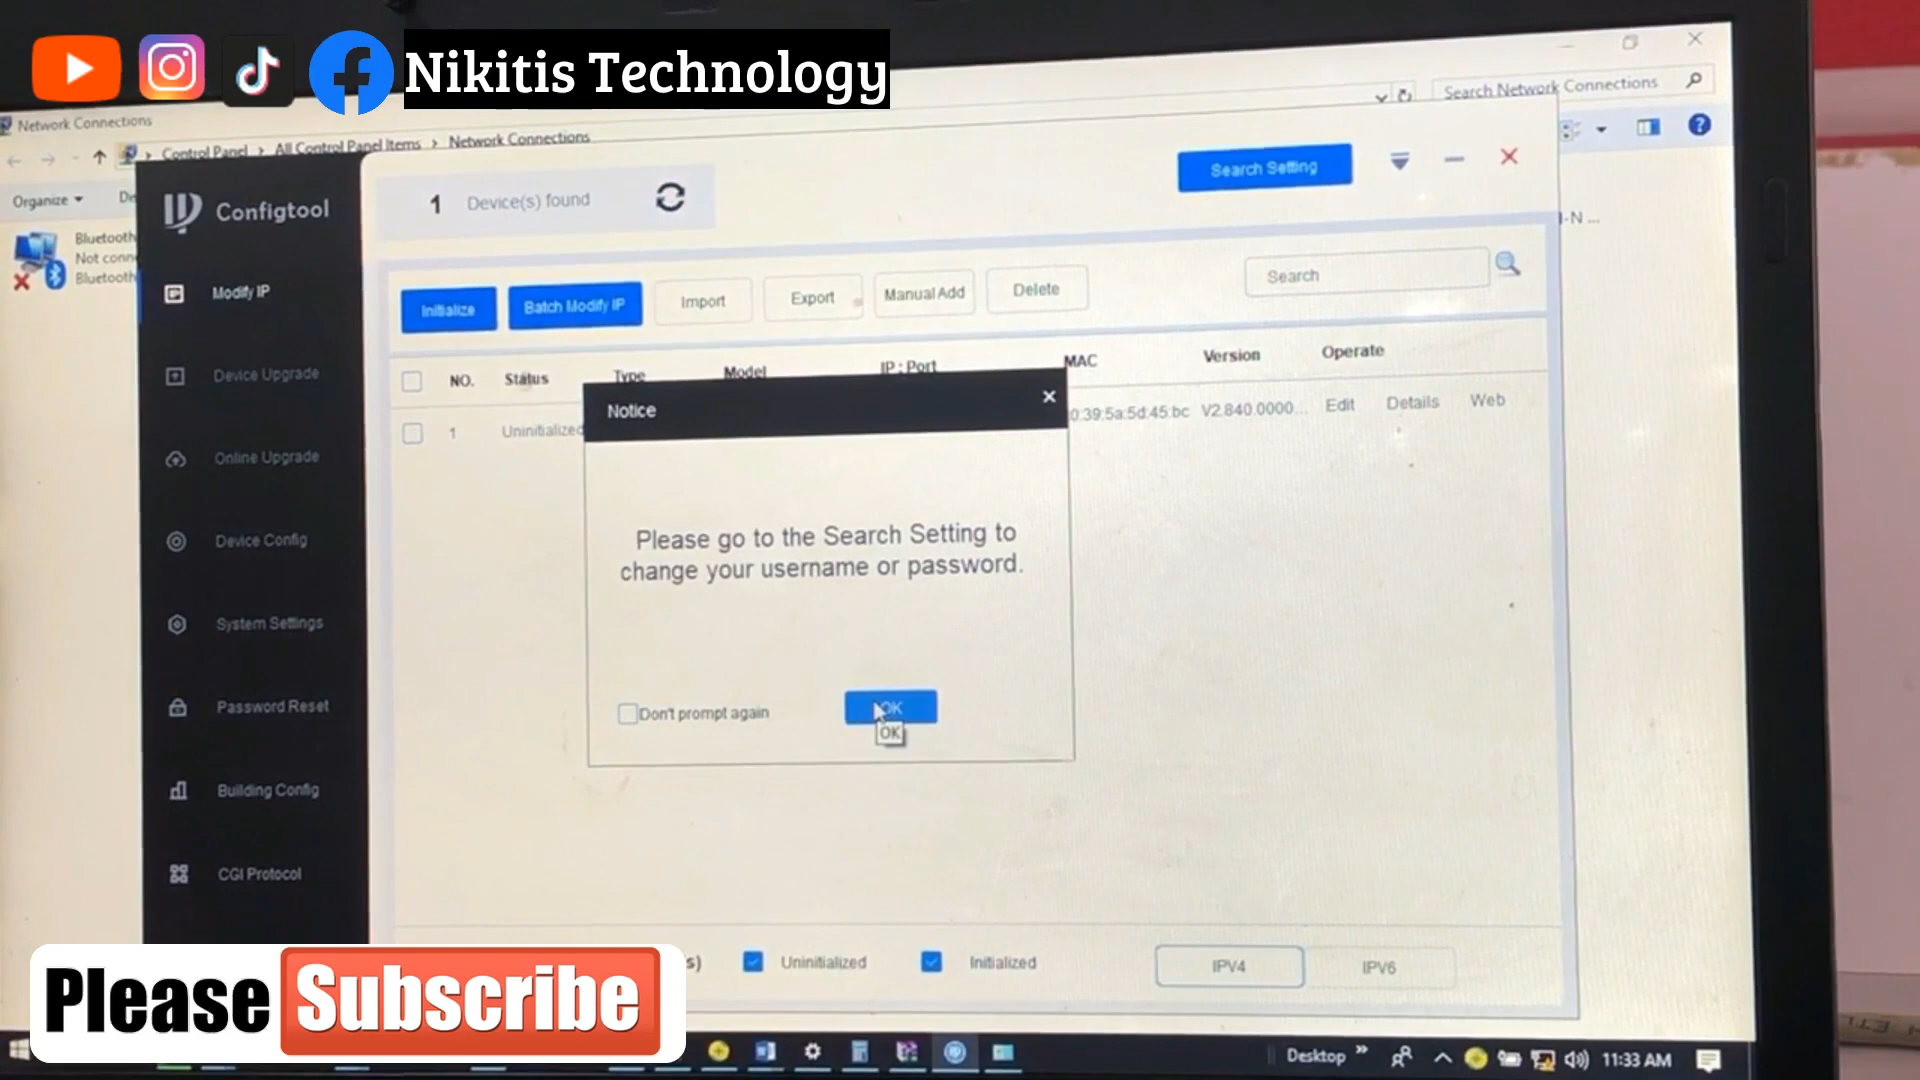 Nikitis Technology
Network Connections
Search Network Connections
Control Panel > All Control Panel Items > Network Connections
Organize
Configtool
1 Device(s) found
Search Setting
Bluetooth
Not conn
Bluetooth
Modify IP
Device Upgrade
Online Upgrade
Device Config
System Settings
Password Reset
Building Config
CGI Protocol
Initialize
Batch Modify IP
Import
Export
Manual Add
Delete
Search
NO. Status Type Model IP : Port MAC Version Operate
1 Uninitialized 0:39:5a:5d:45:bc V2.840.0000... Edit Details Web
Notice
Please go to the Search Setting to
change your username or password.
Don't prompt again
OK
OK
s) Uninitialized Initialized
IPV4
IPV6
Please Subscribe
Desktop
11:33 AM